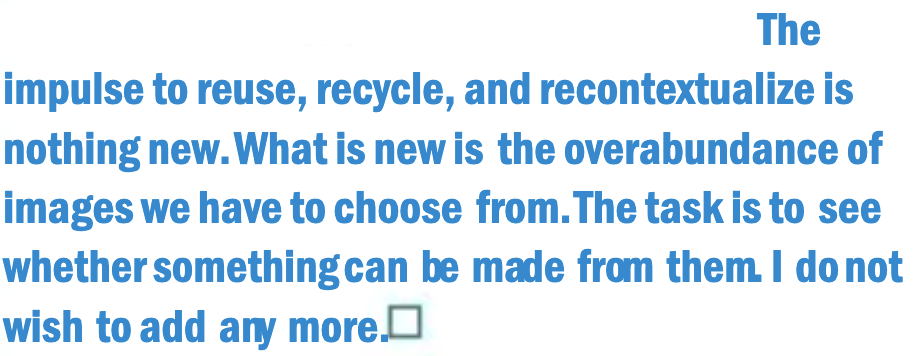 The
impulse to reuse, recycle, and recontextualize is
nothing new. What is new is the overabundance of
images we have to choose from. The task is to see
whether something can be made from them. I do not
wish to add any more.□